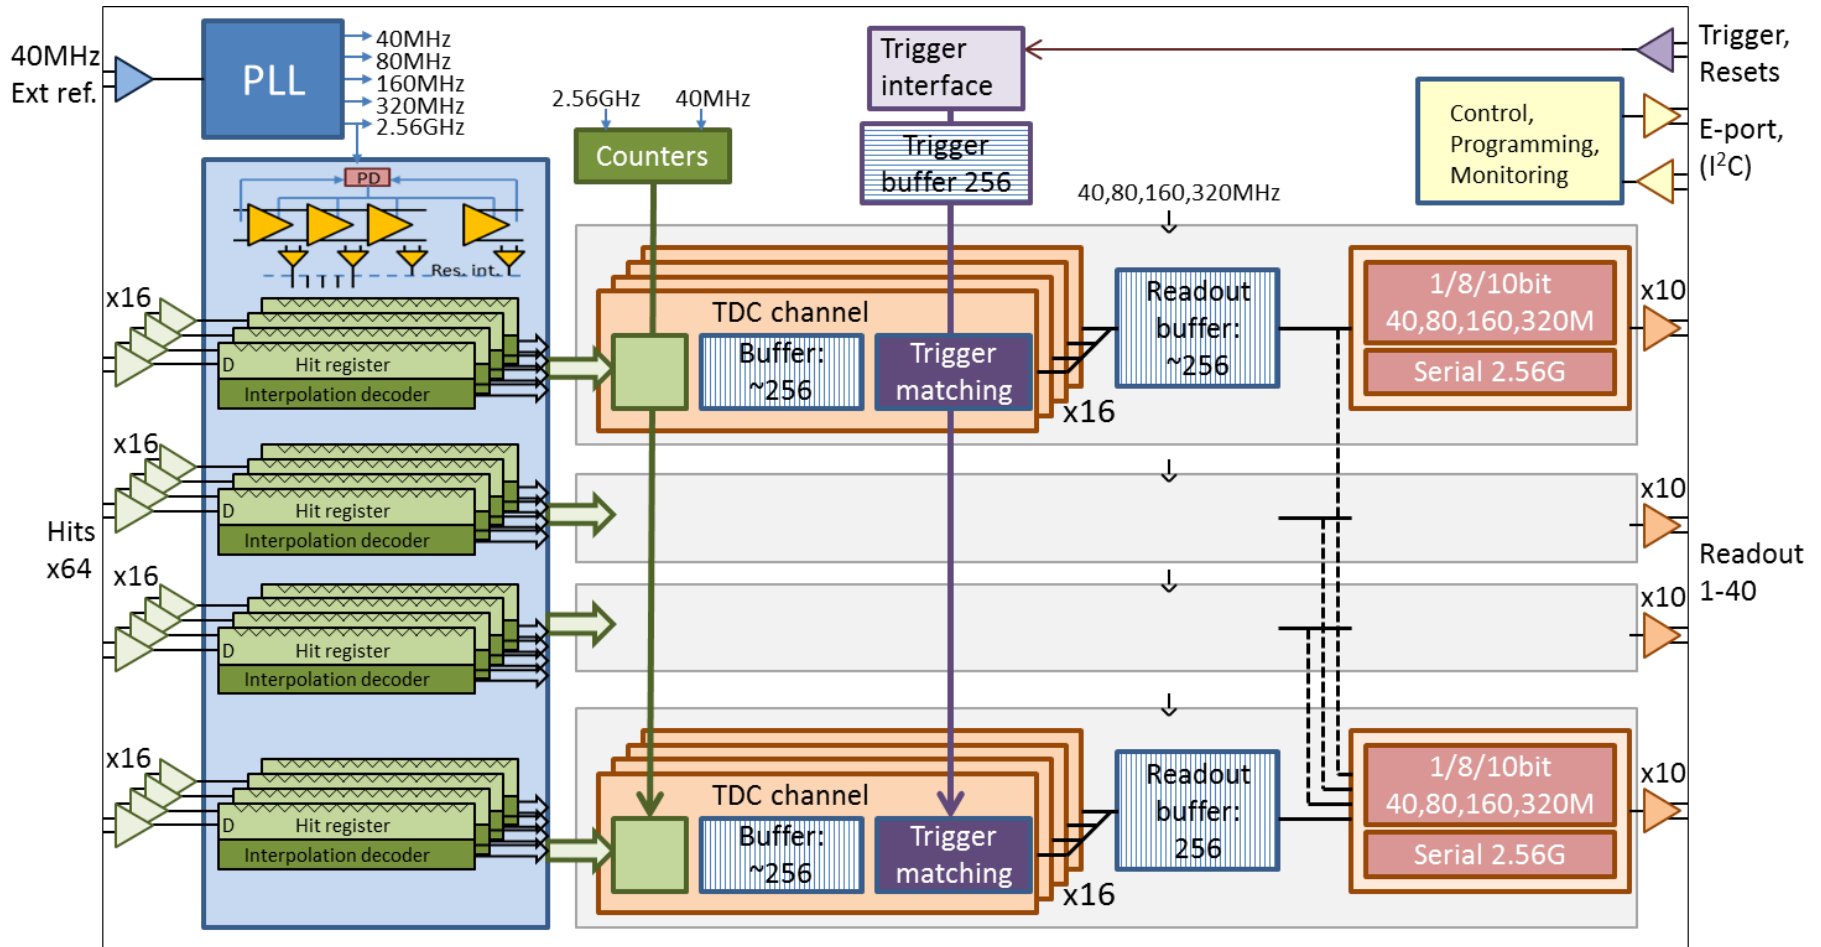 40MHz
Ext ref.
PLL
40MHz
80MHz
160MHz
320MHz
2.56GHz
2.56GHz
40MHz
Counters
Trigger
interface
Trigger
buffer 256
Trigger,
Resets
Control,
Programming,
Monitoring
E-port,
(I²C)
40,80,160,320MHz
PD
Res. int.
x16
D
Hit register
Interpolation decoder
TDC channel
Buffer:
~256
Trigger
matching
x16
Readout
buffer:
~256
1/8/10bit
40,80,160,320M
Serial 2.56G
x10
x16
D
Hit register
Interpolation decoder
x10
Hits
x64
x16
D
Hit register
Interpolation decoder
x10
Readout
1-40
x16
D
Hit register
Interpolation decoder
TDC channel
Buffer:
~256
Trigger
matching
x16
Readout
buffer:
256
1/8/10bit
40,80,160,320M
Serial 2.56G
x10